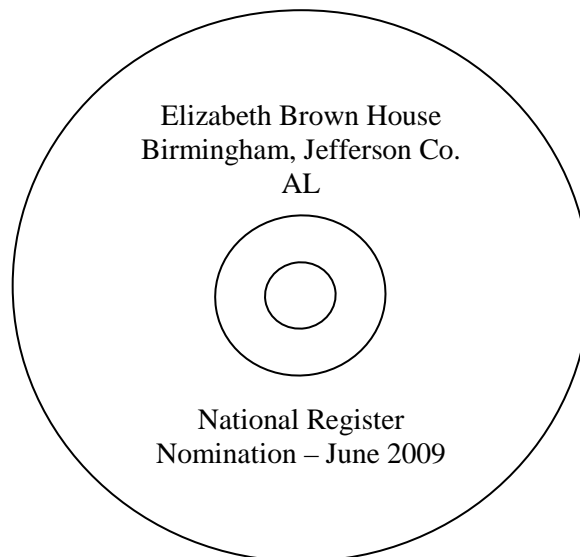 Elizabeth Brown House
Birmingham, Jefferson Co.
AL
National Register
Nomination – June 2009